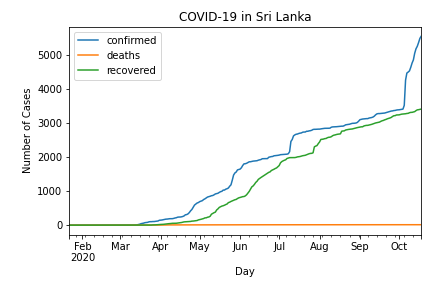 COVID-19 in Sri Lanka
confirmed
deaths
recovered
Number of Cases
5000
4000
3000
2000
1000
0
Feb Mar Apr May Jun Jul Aug Sep Oct
2020
Day